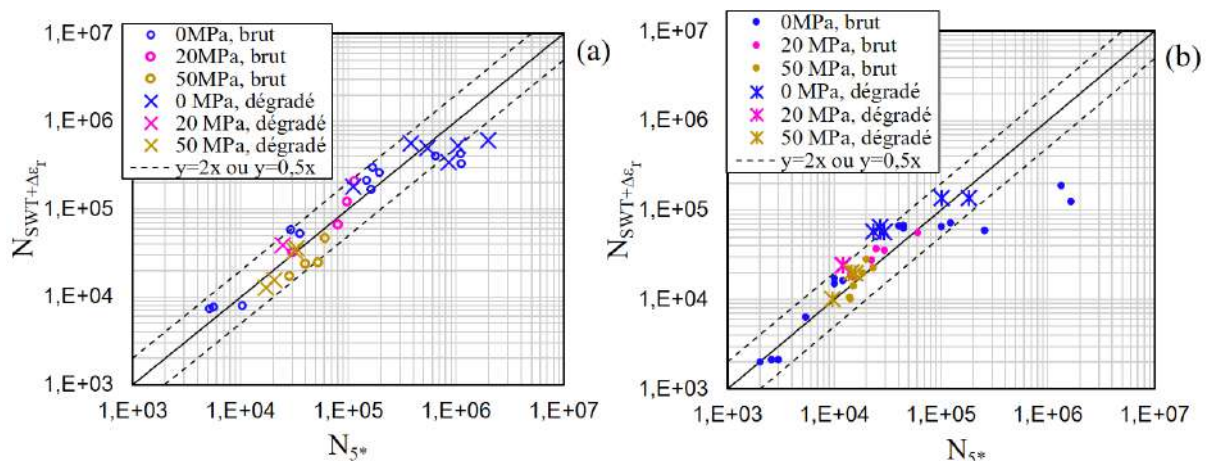 1,E+07
0MPa, brut
20MPa, brut
50MPa, brut
0 MPa, dégradé
20 MPa, dégradé
50 MPa, dégradé
y=2x ou y=0,5x
(a)
1,E+06
1,E+05
1,E+04
1,E+03
N_SWT+Δε_r
1,E+03 1,E+04 1,E+05 1,E+06 1,E+07
N_5*
1,E+07
0MPa, brut
20 MPa, brut
50 MPa, brut
0 MPa, dégradé
20 MPa, dégradé
50 MPa, dégradé
y=2x ou y=0,5x
(b)
1,E+06
1,E+05
1,E+04
1,E+03
N_SWT+Δε_r
1,E+03 1,E+04 1,E+05 1,E+06 1,E+07
N_5*